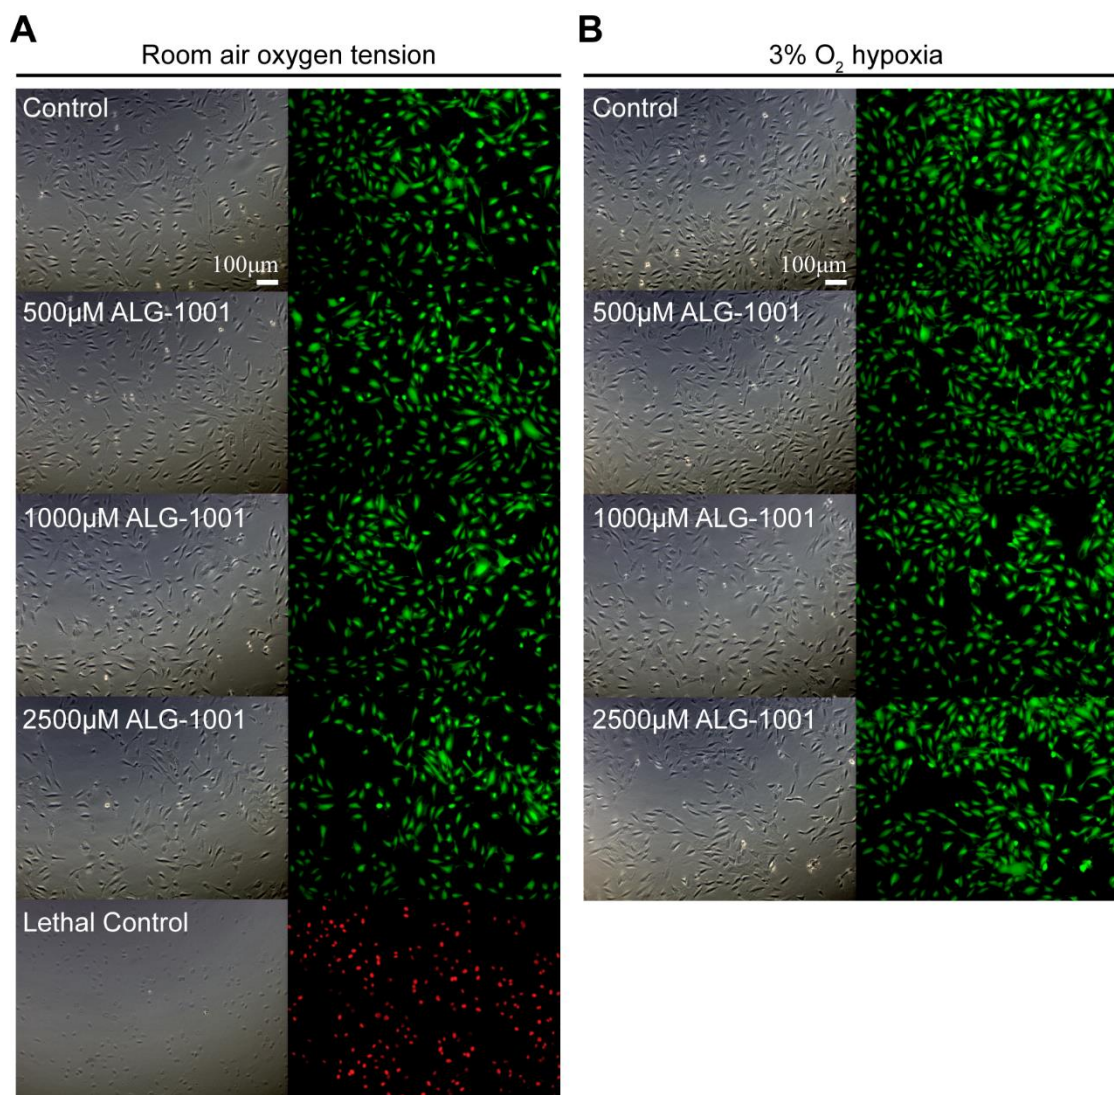 A
Room air oxygen tension
Control
100μm
500μM ALG-1001
1000μM ALG-1001
2500μM ALG-1001
Lethal Control
B
3% O₂ hypoxia
Control
100μm
500μM ALG-1001
1000μM ALG-1001
2500μM ALG-1001